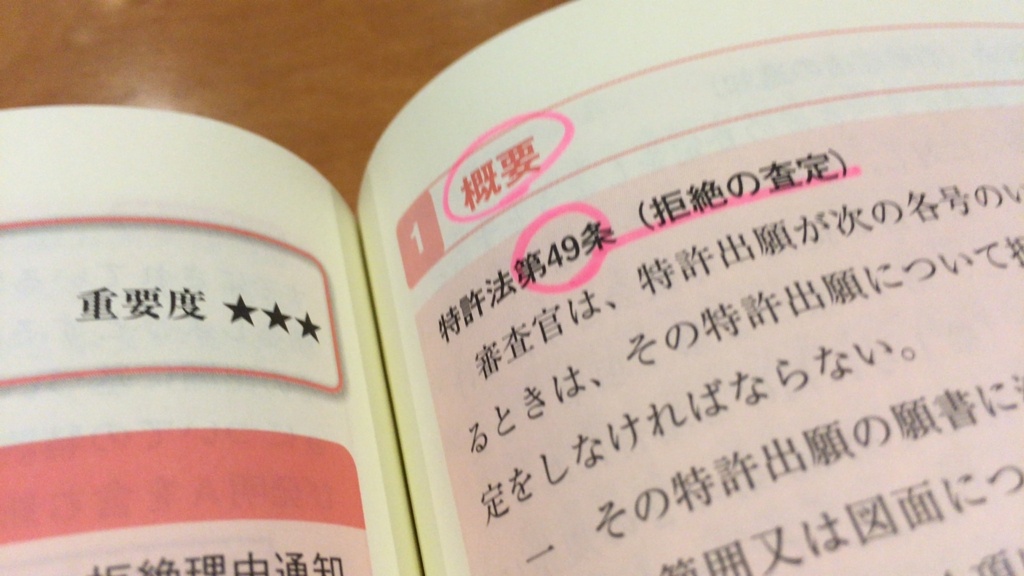 重要度 ★★★
拒絶理由通知
1 概要
特許法第49条（拒絶の査定）
審査官は、特許出願が次の各号のい
るときは、その特許出願について拒
定をしなければならない。
一 その特許出願の願書に
範囲又は図面につ